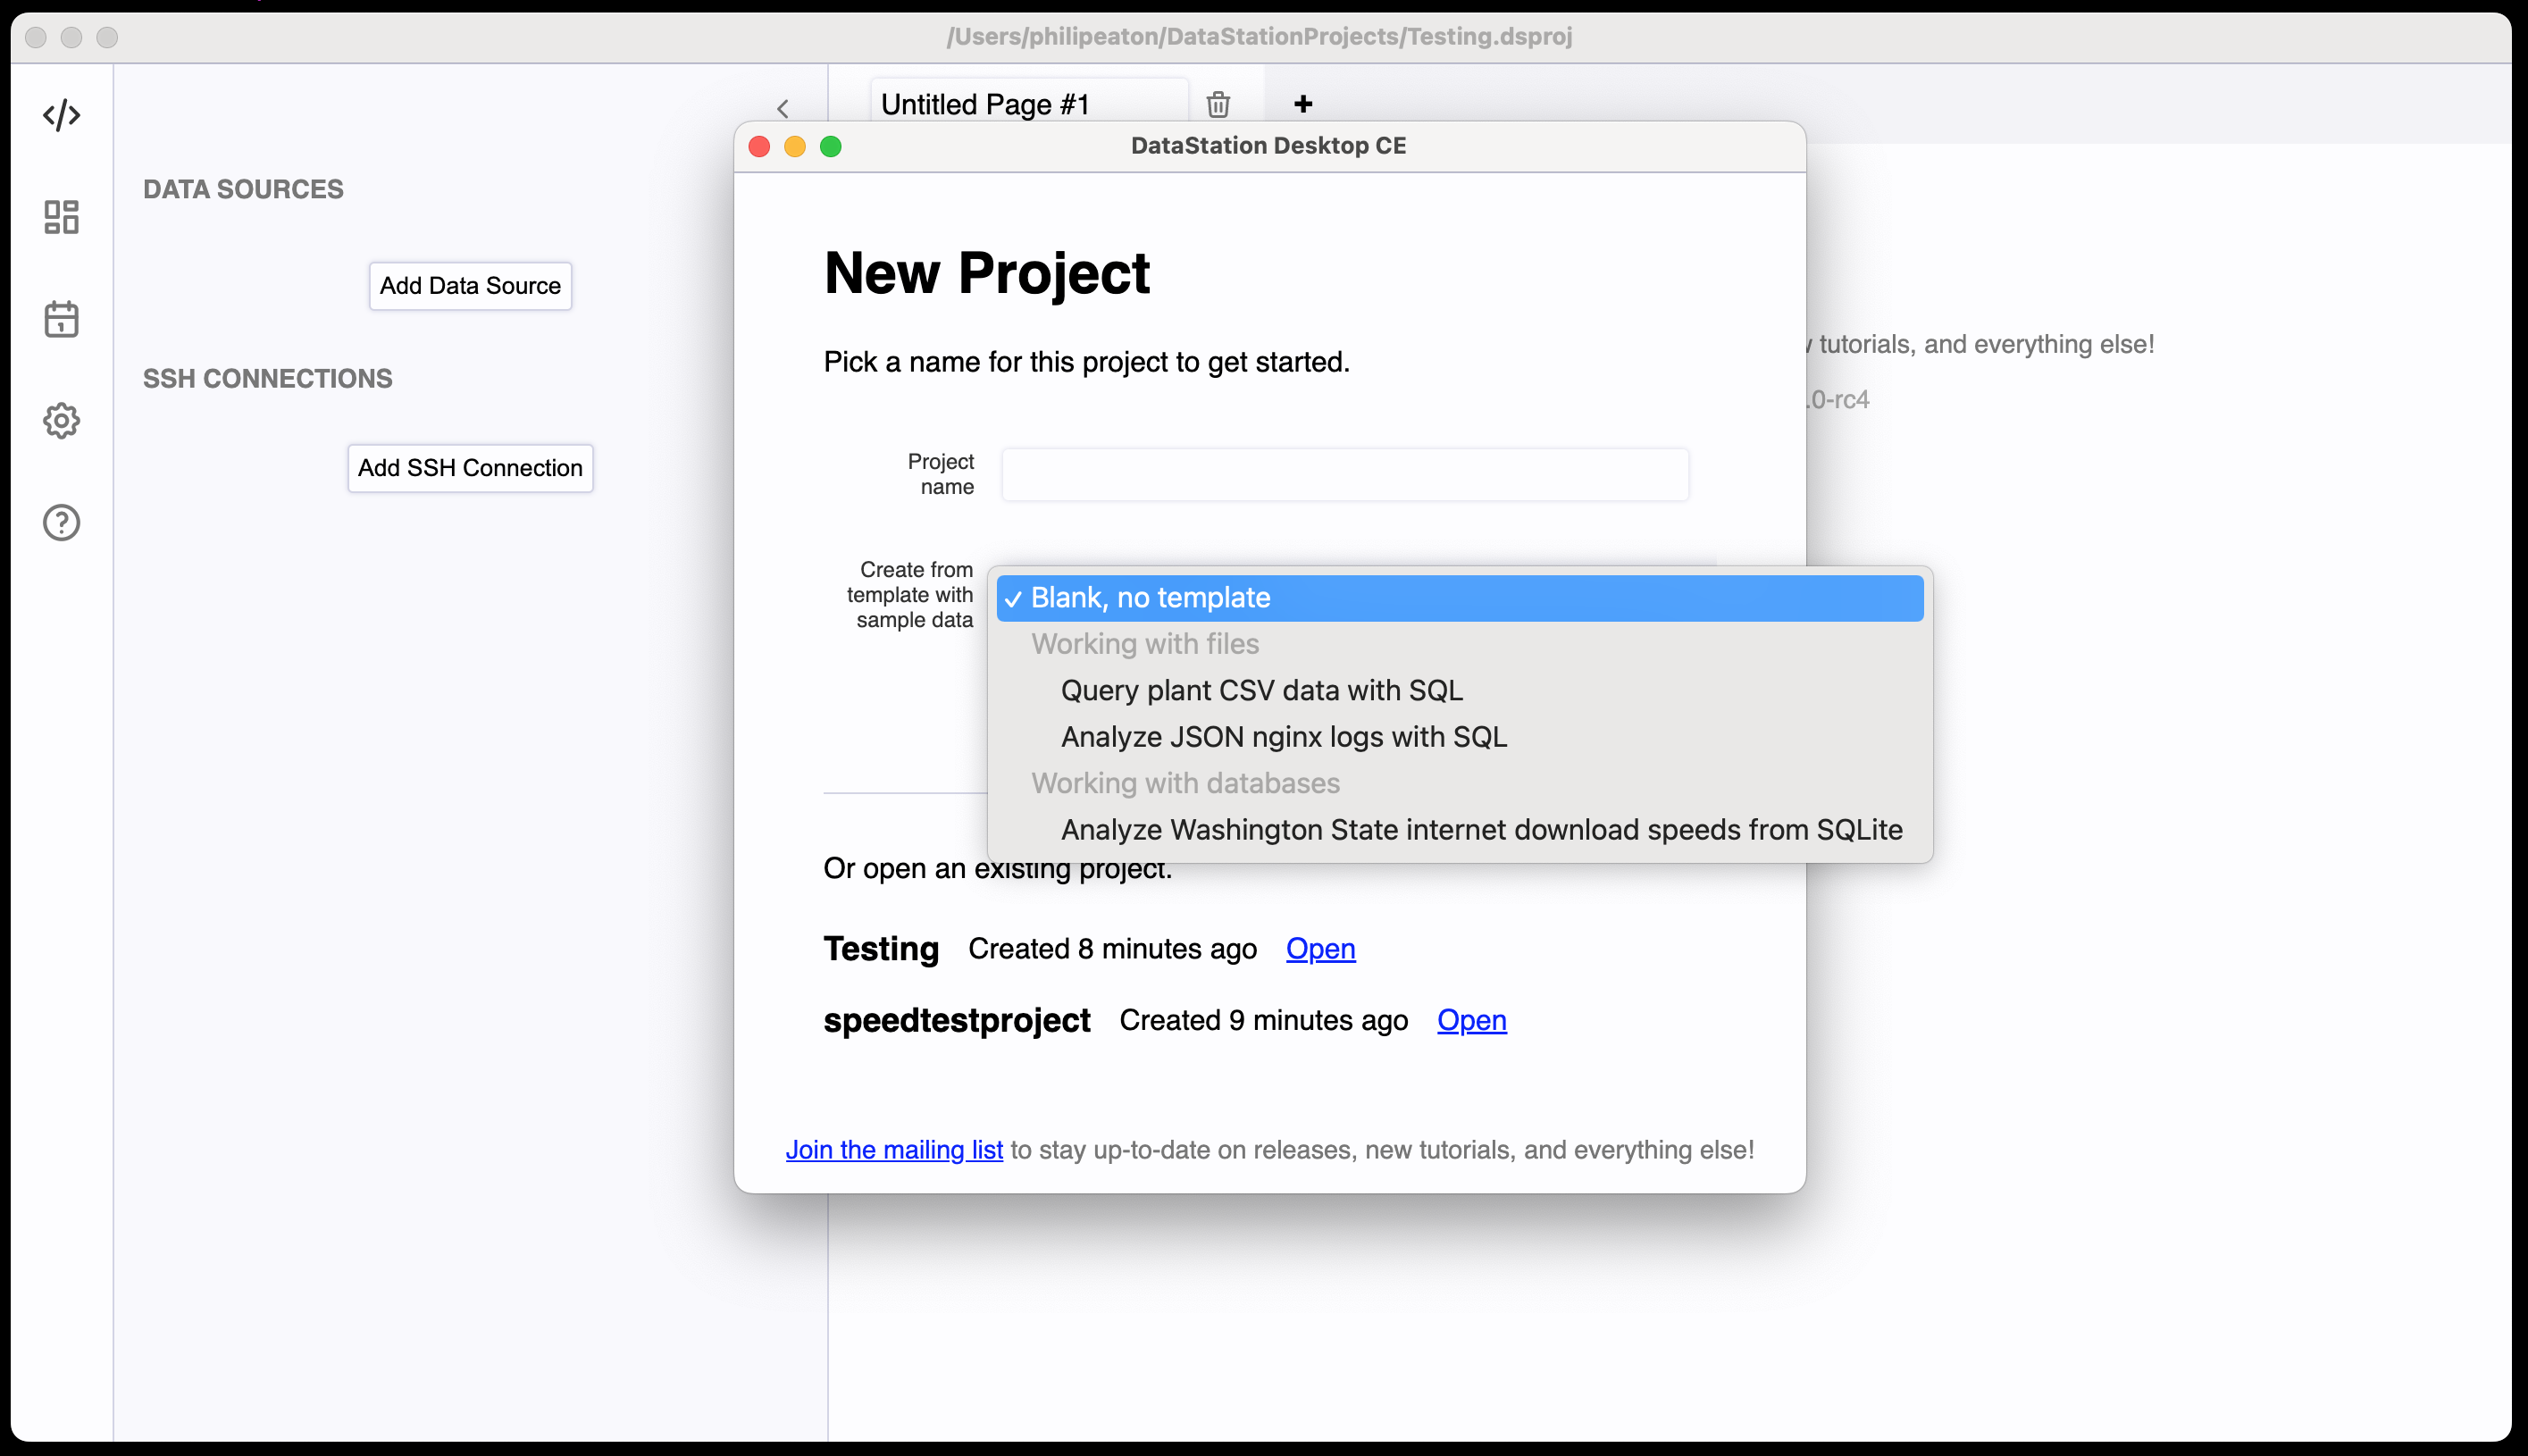 /Users/philipeaton/DataStationProjects/Testing.dsproj
Untitled Page #1
DATA SOURCES
Add Data Source
SSH CONNECTIONS
Add SSH Connection
DataStation Desktop CE
New Project
Pick a name for this project to get started.
Project
name
Create from
template with
sample data
✓ Blank, no template
Working with files
Query plant CSV data with SQL
Analyze JSON nginx logs with SQL
Working with databases
Analyze Washington State internet download speeds from SQLite
Or open an existing project.
Testing Created 8 minutes ago Open
speedtestproject Created 9 minutes ago Open
Join the mailing list to stay up-to-date on releases, new tutorials, and everything else!
tutorials, and everything else!
.0-rc4